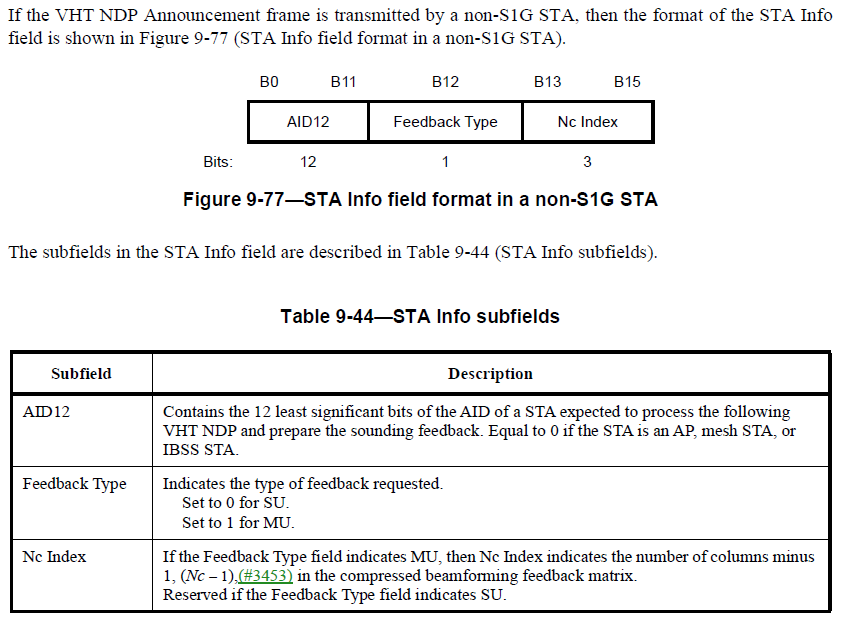 If the VHT NDP Announcement frame is transmitted by a non-S1G STA, then the format of the STA Info
field is shown in Figure 9-77 (STA Info field format in a non-S1G STA).
B0 B11 B12 B13 B15
AID12 Feedback Type Nc Index
Bits: 12 1 3
Figure 9-77—STA Info field format in a non-S1G STA
The subfields in the STA Info field are described in Table 9-44 (STA Info subfields).
Table 9-44—STA Info subfields
Subfield Description
AID12 Contains the 12 least significant bits of the AID of a STA expected to process the following
VHT NDP and prepare the sounding feedback. Equal to 0 if the STA is an AP, mesh STA, or
IBSS STA.
Feedback Type Indicates the type of feedback requested.
Set to 0 for SU.
Set to 1 for MU.
Nc Index If the Feedback Type field indicates MU, then Nc Index indicates the number of columns minus
1, (Nc – 1),(#3453) in the compressed beamforming feedback matrix.
Reserved if the Feedback Type field indicates SU.